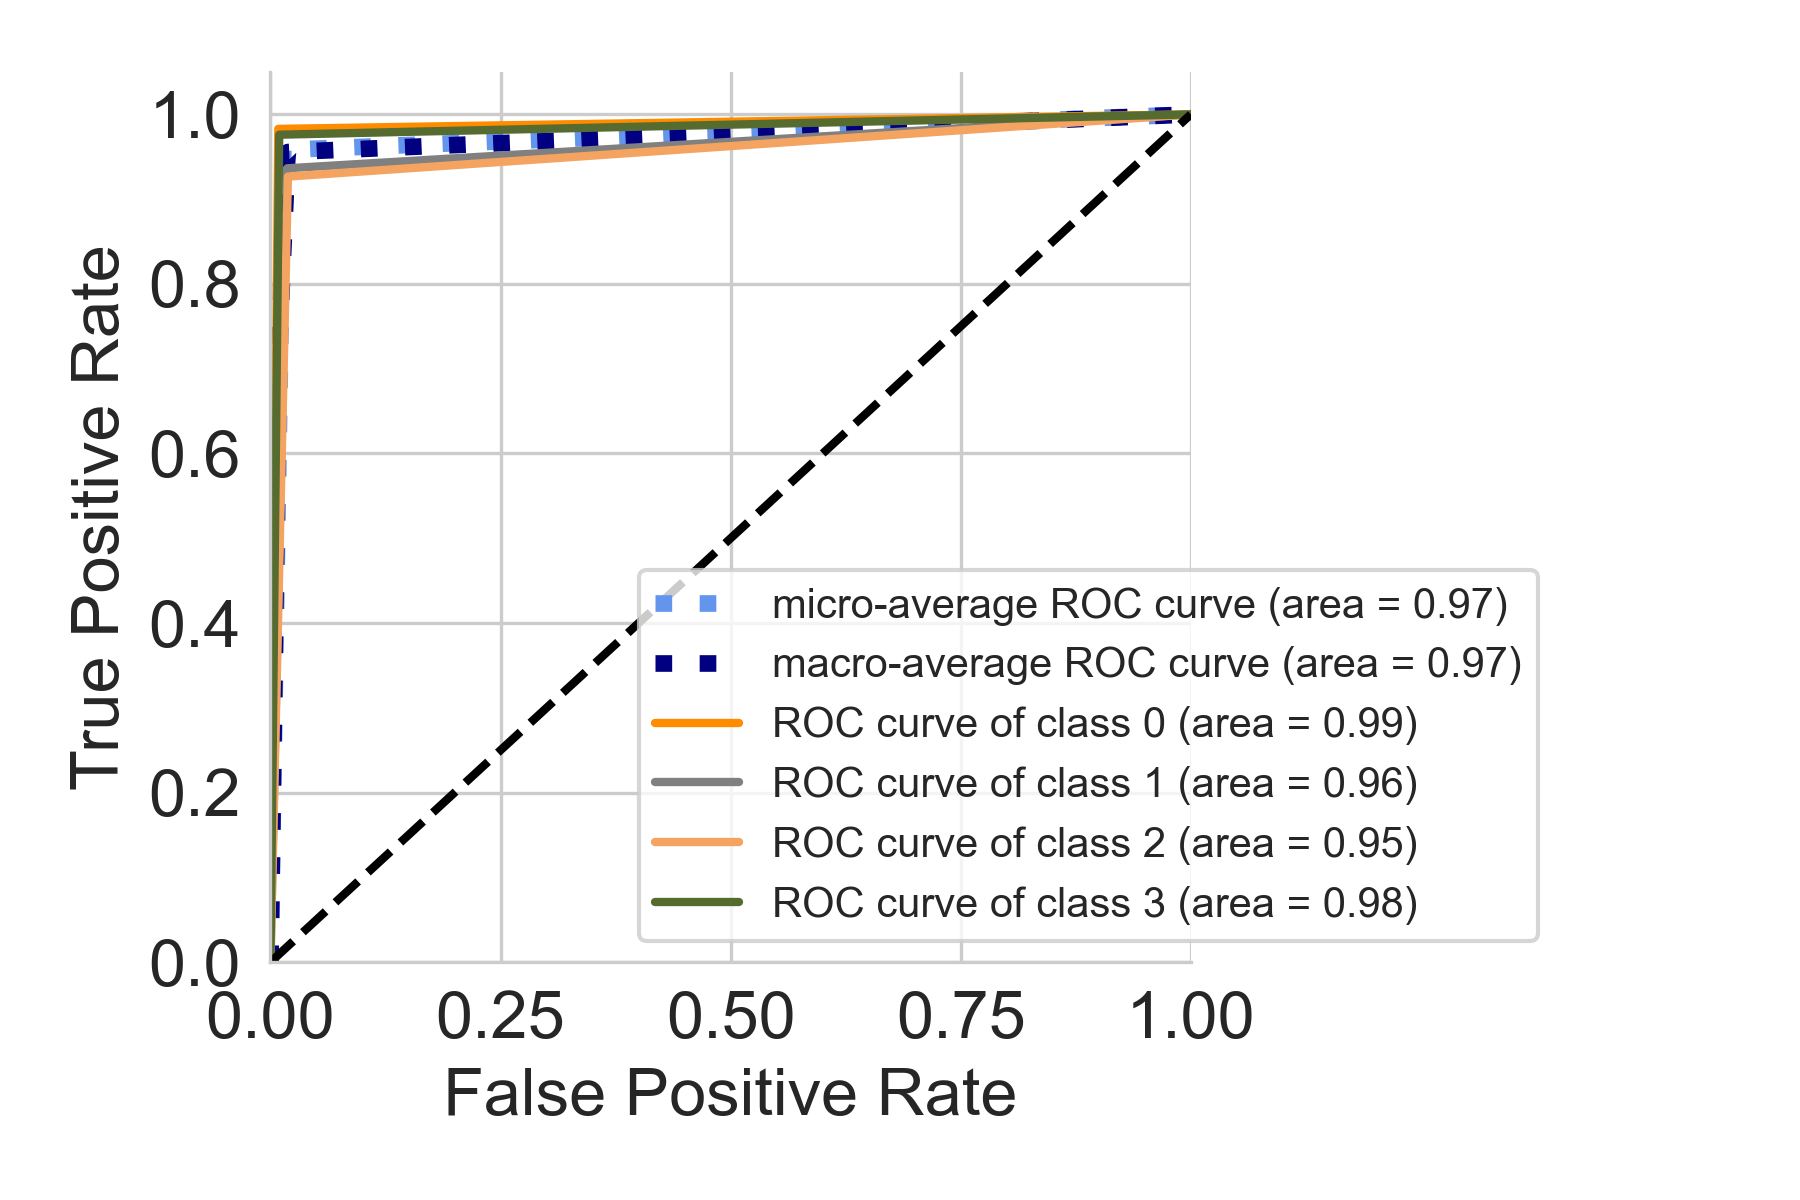 True Positive Rate
1.0
0.8
0.6
0.4
0.2
0.0
0.00 0.25 0.50 0.75 1.00
False Positive Rate
micro-average ROC curve (area = 0.97)
macro-average ROC curve (area = 0.97)
ROC curve of class 0 (area = 0.99)
ROC curve of class 1 (area = 0.96)
ROC curve of class 2 (area = 0.95)
ROC curve of class 3 (area = 0.98)